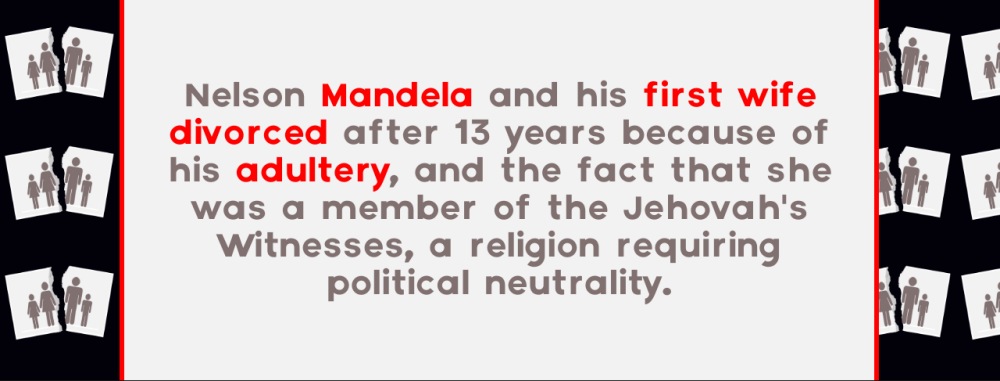 Nelson Mandela and his first wife
divorced after 13 years because of
his adultery, and the fact that she
was a member of the Jehovah's
Witnesses, a religion requiring
political neutrality.